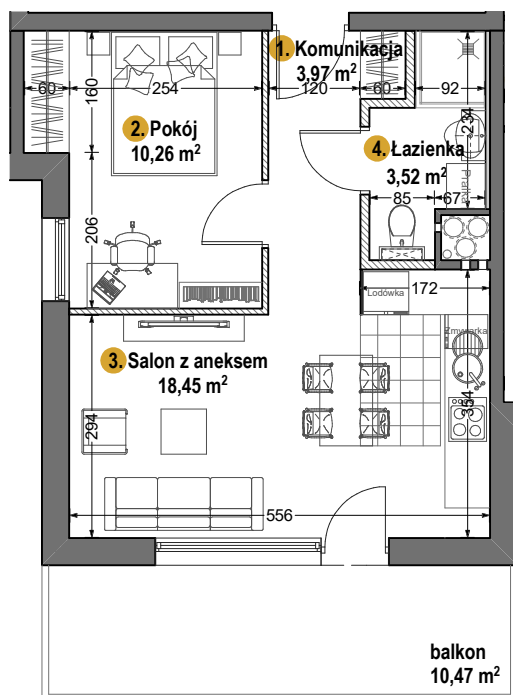 1. Komunikacja
3,97 m²
60
254
120
60
92
160
234
2. Pokój
10,26 m²
4. Łazienka
3,52 m²
85
67
Pralka
206
172
Lodówka
Zmywarka
3. Salon z aneksem
18,45 m²
294
354
556
balkon
10,47 m²